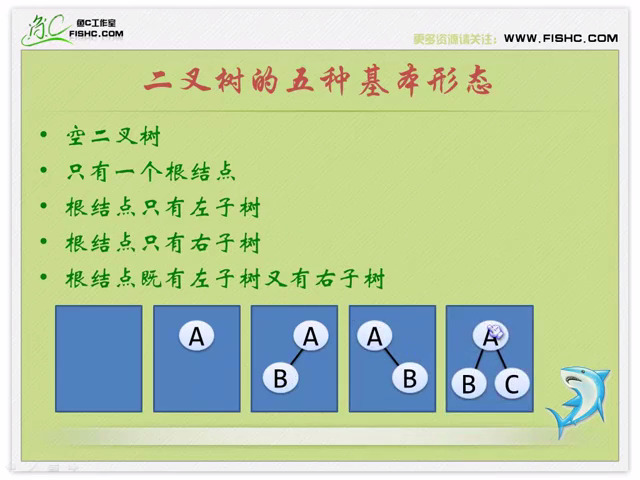 鱼C 鱼C工作室
FISHC.COM
更多资源请关注： WWW.FISHC.COM
二叉树的五种基本形态
• 空二叉树
• 只有一个根结点
• 根结点只有左子树
• 根结点只有右子树
• 根结点既有左子树又有右子树
A A A A
B B B C